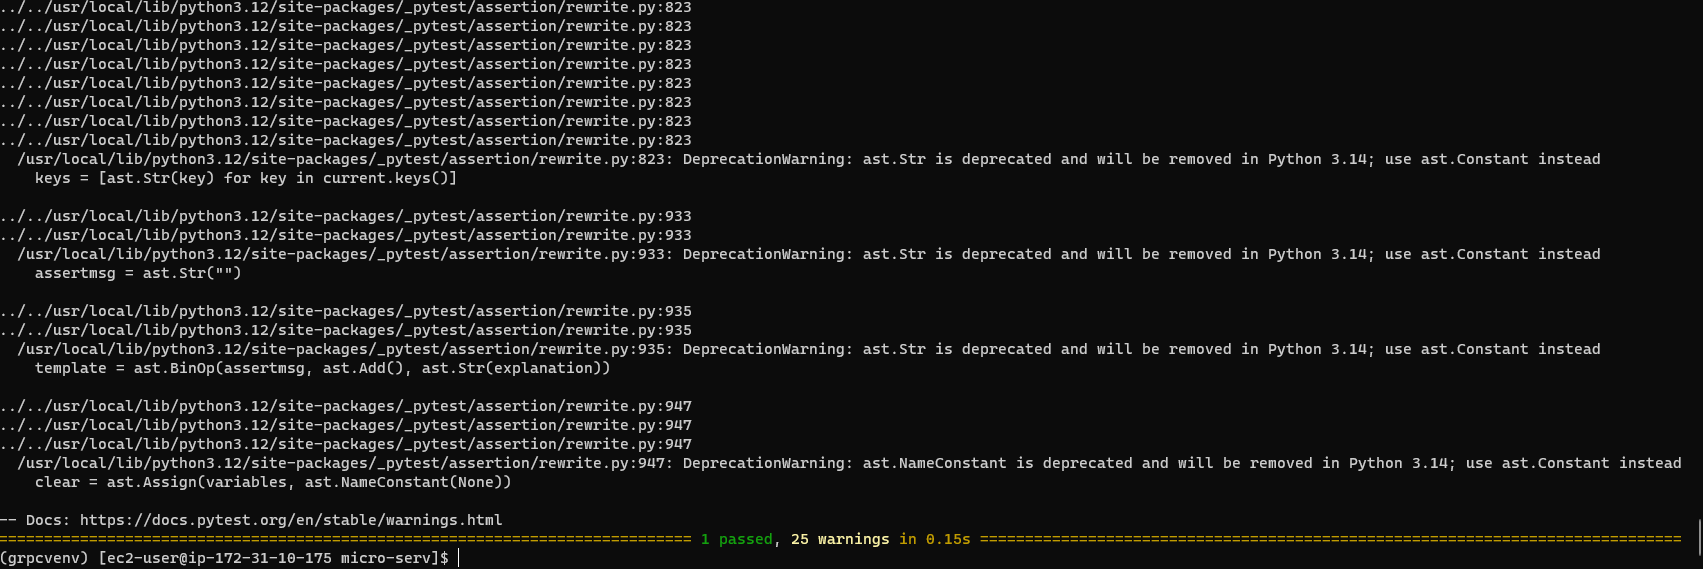 ../../usr/local/lib/python3.12/site-packages/_pytest/assertion/rewrite.py:823
../../usr/local/lib/python3.12/site-packages/_pytest/assertion/rewrite.py:823
../../usr/local/lib/python3.12/site-packages/_pytest/assertion/rewrite.py:823
../../usr/local/lib/python3.12/site-packages/_pytest/assertion/rewrite.py:823
../../usr/local/lib/python3.12/site-packages/_pytest/assertion/rewrite.py:823
../../usr/local/lib/python3.12/site-packages/_pytest/assertion/rewrite.py:823
../../usr/local/lib/python3.12/site-packages/_pytest/assertion/rewrite.py:823
../../usr/local/lib/python3.12/site-packages/_pytest/assertion/rewrite.py:823
  /usr/local/lib/python3.12/site-packages/_pytest/assertion/rewrite.py:823: DeprecationWarning: ast.Str is deprecated and will be removed in Python 3.14; use ast.Constant instead
    keys = [ast.Str(key) for key in current.keys()]

../../usr/local/lib/python3.12/site-packages/_pytest/assertion/rewrite.py:933
../../usr/local/lib/python3.12/site-packages/_pytest/assertion/rewrite.py:933
  /usr/local/lib/python3.12/site-packages/_pytest/assertion/rewrite.py:933: DeprecationWarning: ast.Str is deprecated and will be removed in Python 3.14; use ast.Constant instead
    assertmsg = ast.Str("")

../../usr/local/lib/python3.12/site-packages/_pytest/assertion/rewrite.py:935
../../usr/local/lib/python3.12/site-packages/_pytest/assertion/rewrite.py:935
  /usr/local/lib/python3.12/site-packages/_pytest/assertion/rewrite.py:935: DeprecationWarning: ast.Str is deprecated and will be removed in Python 3.14; use ast.Constant instead
    template = ast.BinOp(assertmsg, ast.Add(), ast.Str(explanation))

../../usr/local/lib/python3.12/site-packages/_pytest/assertion/rewrite.py:947
../../usr/local/lib/python3.12/site-packages/_pytest/assertion/rewrite.py:947
../../usr/local/lib/python3.12/site-packages/_pytest/assertion/rewrite.py:947
  /usr/local/lib/python3.12/site-packages/_pytest/assertion/rewrite.py:947: DeprecationWarning: ast.NameConstant is deprecated and will be removed in Python 3.14; use ast.Constant instead
    clear = ast.Assign(variables, ast.NameConstant(None))

-- Docs: https://docs.pytest.org/en/stable/warnings.html
============================================================================= 1 passed, 25 warnings in 0.15s ==============================================================================
(grpcvenv) [ec2-user@ip-172-31-10-175 micro-serv]$